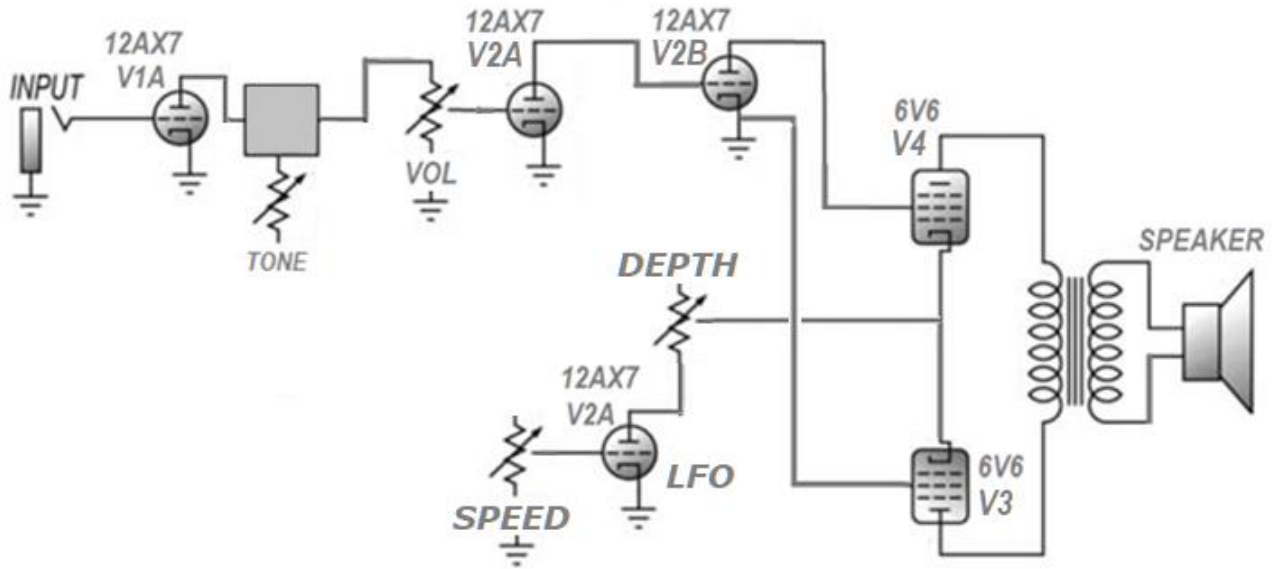 INPUT
12AX7
V1A
TONE
VOL
12AX7
V2A
12AX7
V2B
6V6
V4
SPEAKER
DEPTH
12AX7
V2A
LFO
SPEED
6V6
V3